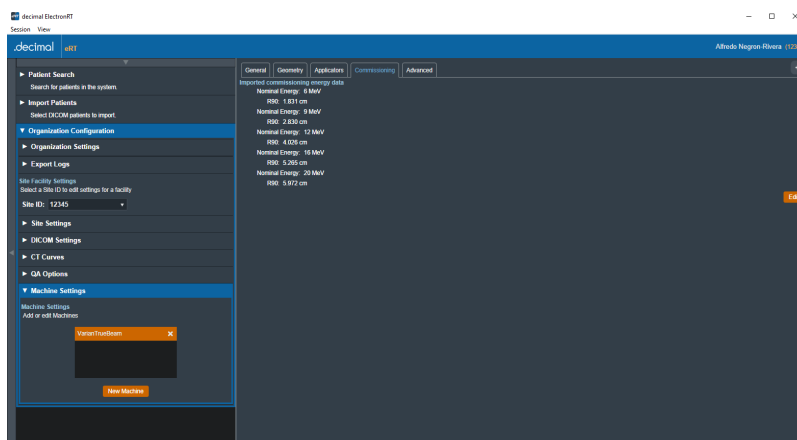 decimal ElectronRT
Session View
.decimal eRT
Alfredo Negron-Rivera (123
Patient Search
Search for patients in the system.
Import Patients
Select DICOM patients to import.
Organization Configuration
Organization Settings
Export Logs
Site Facility Settings
Select a Site ID to edit settings for a facility
Site ID: 12345
Site Settings
DICOM Settings
CT Curves
QA Options
Machine Settings
Machine Settings
Add or edit Machines
VarianTrueBeam
New Machine
General Geometry Applicators Commissioning Advanced
Imported commissioning energy data
Nominal Energy: 6 MeV
R90: 1.831 cm
Nominal Energy: 9 MeV
R90: 2.830 cm
Nominal Energy: 12 MeV
R90: 4.026 cm
Nominal Energy: 16 MeV
R90: 5.265 cm
Nominal Energy: 20 MeV
R90: 5.972 cm
Edi